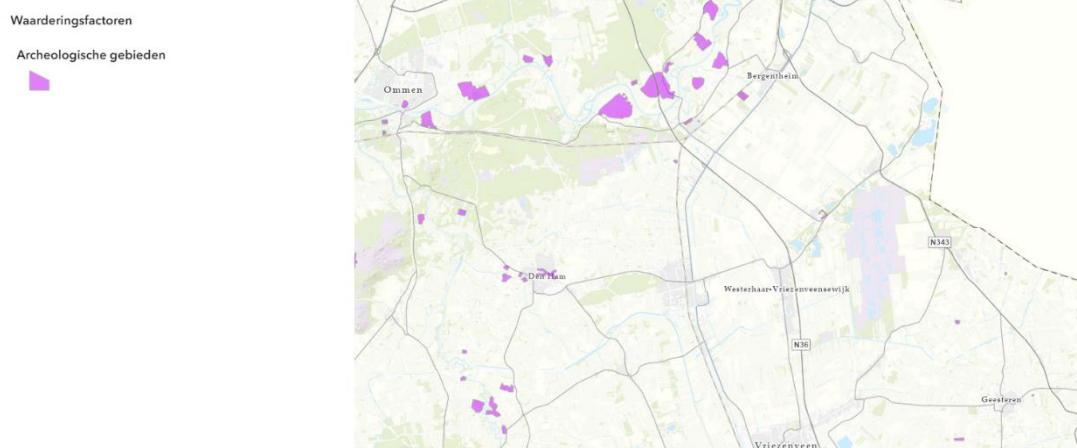 Waarderingsfactoren
Archeologische gebieden
Ommen
Bergentheim
N343
Den Ham
Westerhaar-Vriezenveensewijk
N36
Geesteren
Vriezenveen